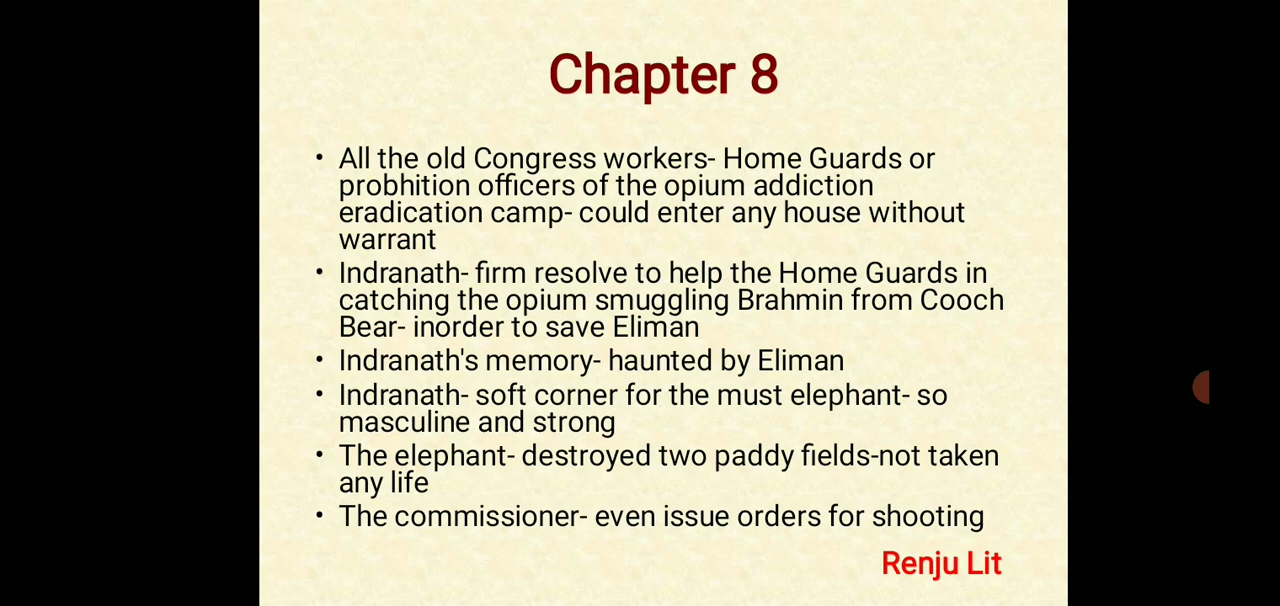 Chapter 8
• All the old Congress workers- Home Guards or
probhition officers of the opium addiction
eradication camp- could enter any house without
warrant
• Indranath- firm resolve to help the Home Guards in
catching the opium smuggling Brahmin from Cooch
Bear- inorder to save Eliman
• Indranath's memory- haunted by Eliman
• Indranath- soft corner for the must elephant- so
masculine and strong
• The elephant- destroyed two paddy fields-not taken
any life
• The commissioner- even issue orders for shooting
Renju Lit